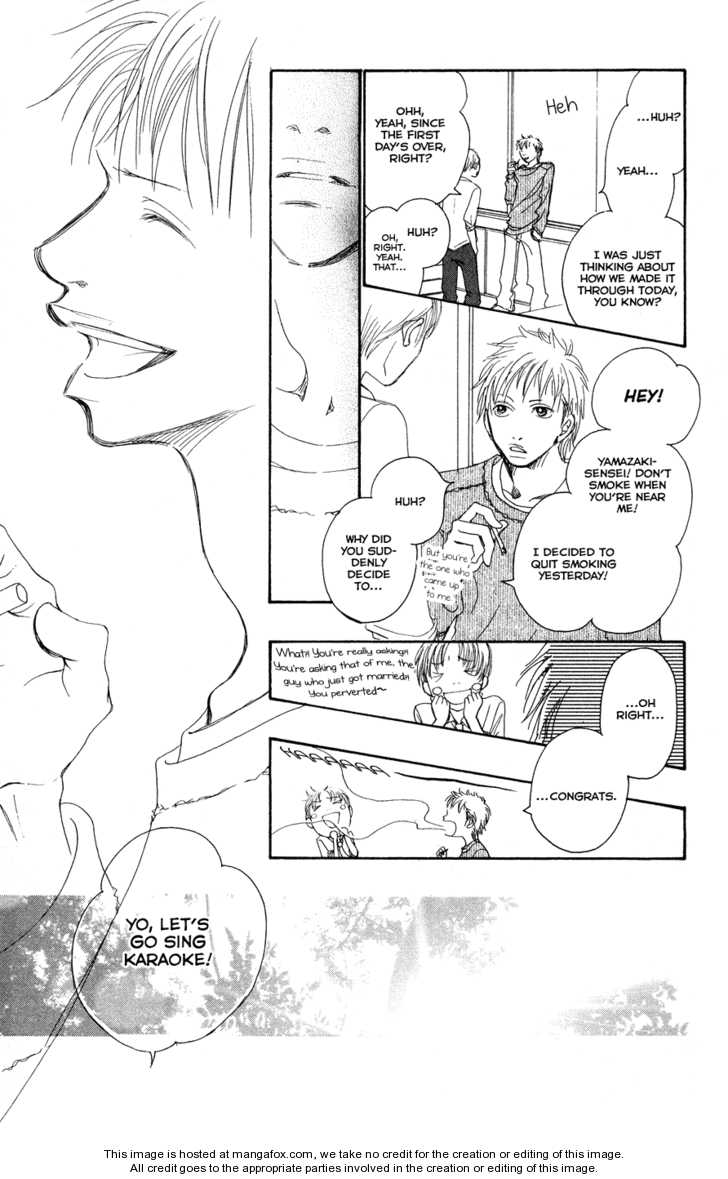 ...HUH?
YEAH...
I WAS JUST
THINKING ABOUT
HOW WE MADE IT
THROUGH TODAY,
YOU KNOW?
Heh
OHH,
YEAH, SINCE
THE FIRST
DAY'S OVER,
RIGHT?
HUH?
OH,
RIGHT.
YEAH.
THAT...
HEY!
YAMAZAKI-
SENSEI! DON'T
SMOKE WHEN
YOU'RE NEAR
ME!
I DECIDED TO
QUIT SMOKING
YESTERDAY!
But you're
the one who
came up
to me
HUH?
WHY DID
YOU SUD-
DENLY
DECIDE
TO...
What?! You're really asking?!
You're asking that of me, the
guy who just got married?!
You perverted~
...OH
RIGHT...
...CONGRATS.
HAAAAAAA
YO, LET'S
GO SING
KARAOKE!
This image is hosted at mangafox.com, we take no credit for the creation or editing of this image.
All credit goes to the appropriate parties involved in the creation or editing of this image.